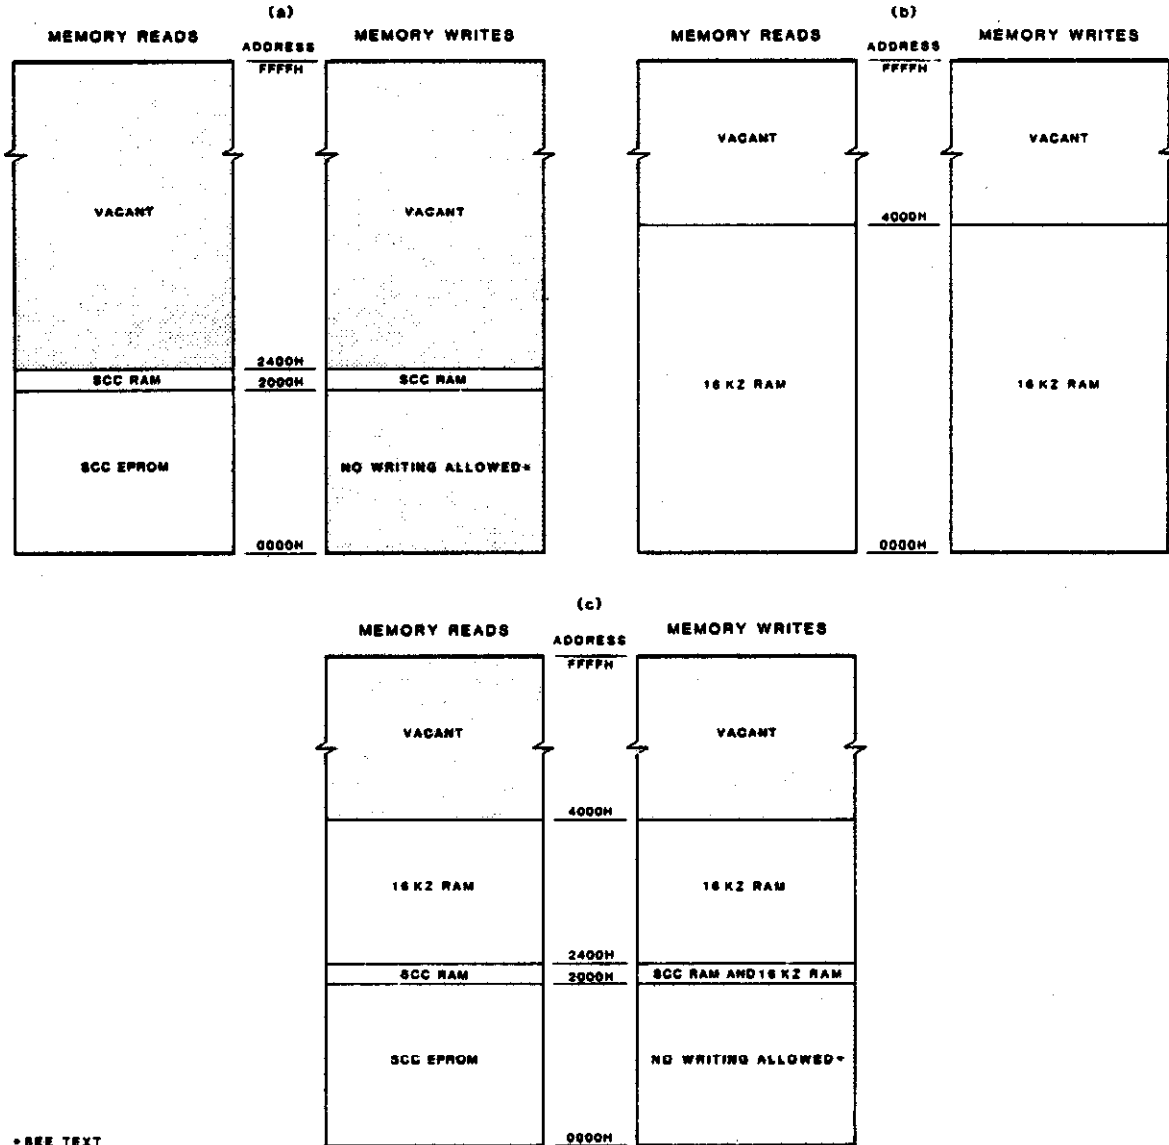 (a)
MEMORY READS
ADDRESS
MEMORY WRITES
FFFFH
VACANT
VACANT
2400H
SCC RAM
2000H
SCC RAM
SCC EPROM
NO WRITING ALLOWED*
0000H
(b)
MEMORY READS
ADDRESS
MEMORY WRITES
FFFFH
VACANT
VACANT
4000H
16 KZ RAM
16 KZ RAM
0000H
(c)
MEMORY READS
ADDRESS
MEMORY WRITES
FFFFH
VACANT
VACANT
4000H
16 KZ RAM
16 KZ RAM
2400H
SCC RAM
2000H
SCC RAM AND 16 KZ RAM
SCC EPROM
NO WRITING ALLOWED*
0000H
*SEE TEXT